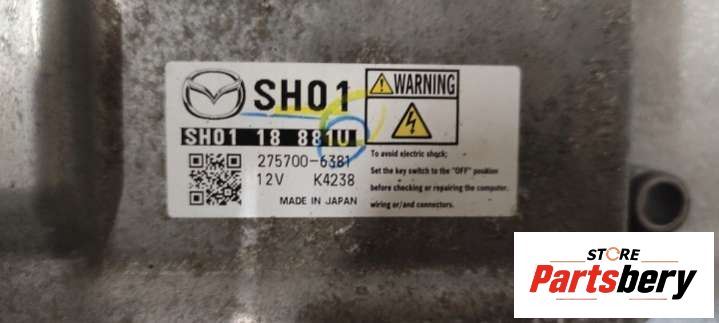 SH01
SH01 18 881U
275700-6381
12V K4238
MADE IN JAPAN
WARNING
To avoid electric shock;
Set the key switch to the "OFF" position
before checking or repairing the computer,
wiring or/and connectors.
STORE
Partsbery